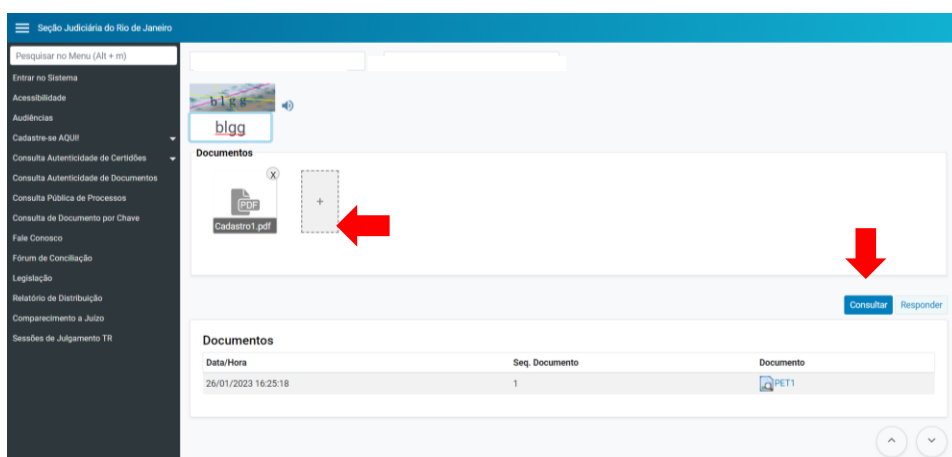 Seção Judiciária do Rio de Janeiro
Pesquisar no Menu (Alt + m)
Entrar no Sistema
Acessibilidade
Audiências
Cadastre-se AQUI!
Consulta Autenticidade de Certidões
Consulta Autenticidade de Documentos
Consulta Pública de Processos
Consulta de Documento por Chave
Fale Conosco
Fórum de Conciliação
Legislação
Relatório de Distribuição
Comparecimento a Juízo
Sessões de Julgamento TR
blgg
blgg
Documentos
x
PDF
Cadastro1.pdf
+
Consultar Responder
Documentos
Data/Hora Seq. Documento Documento
26/01/2023 16:25:18 1 PET1